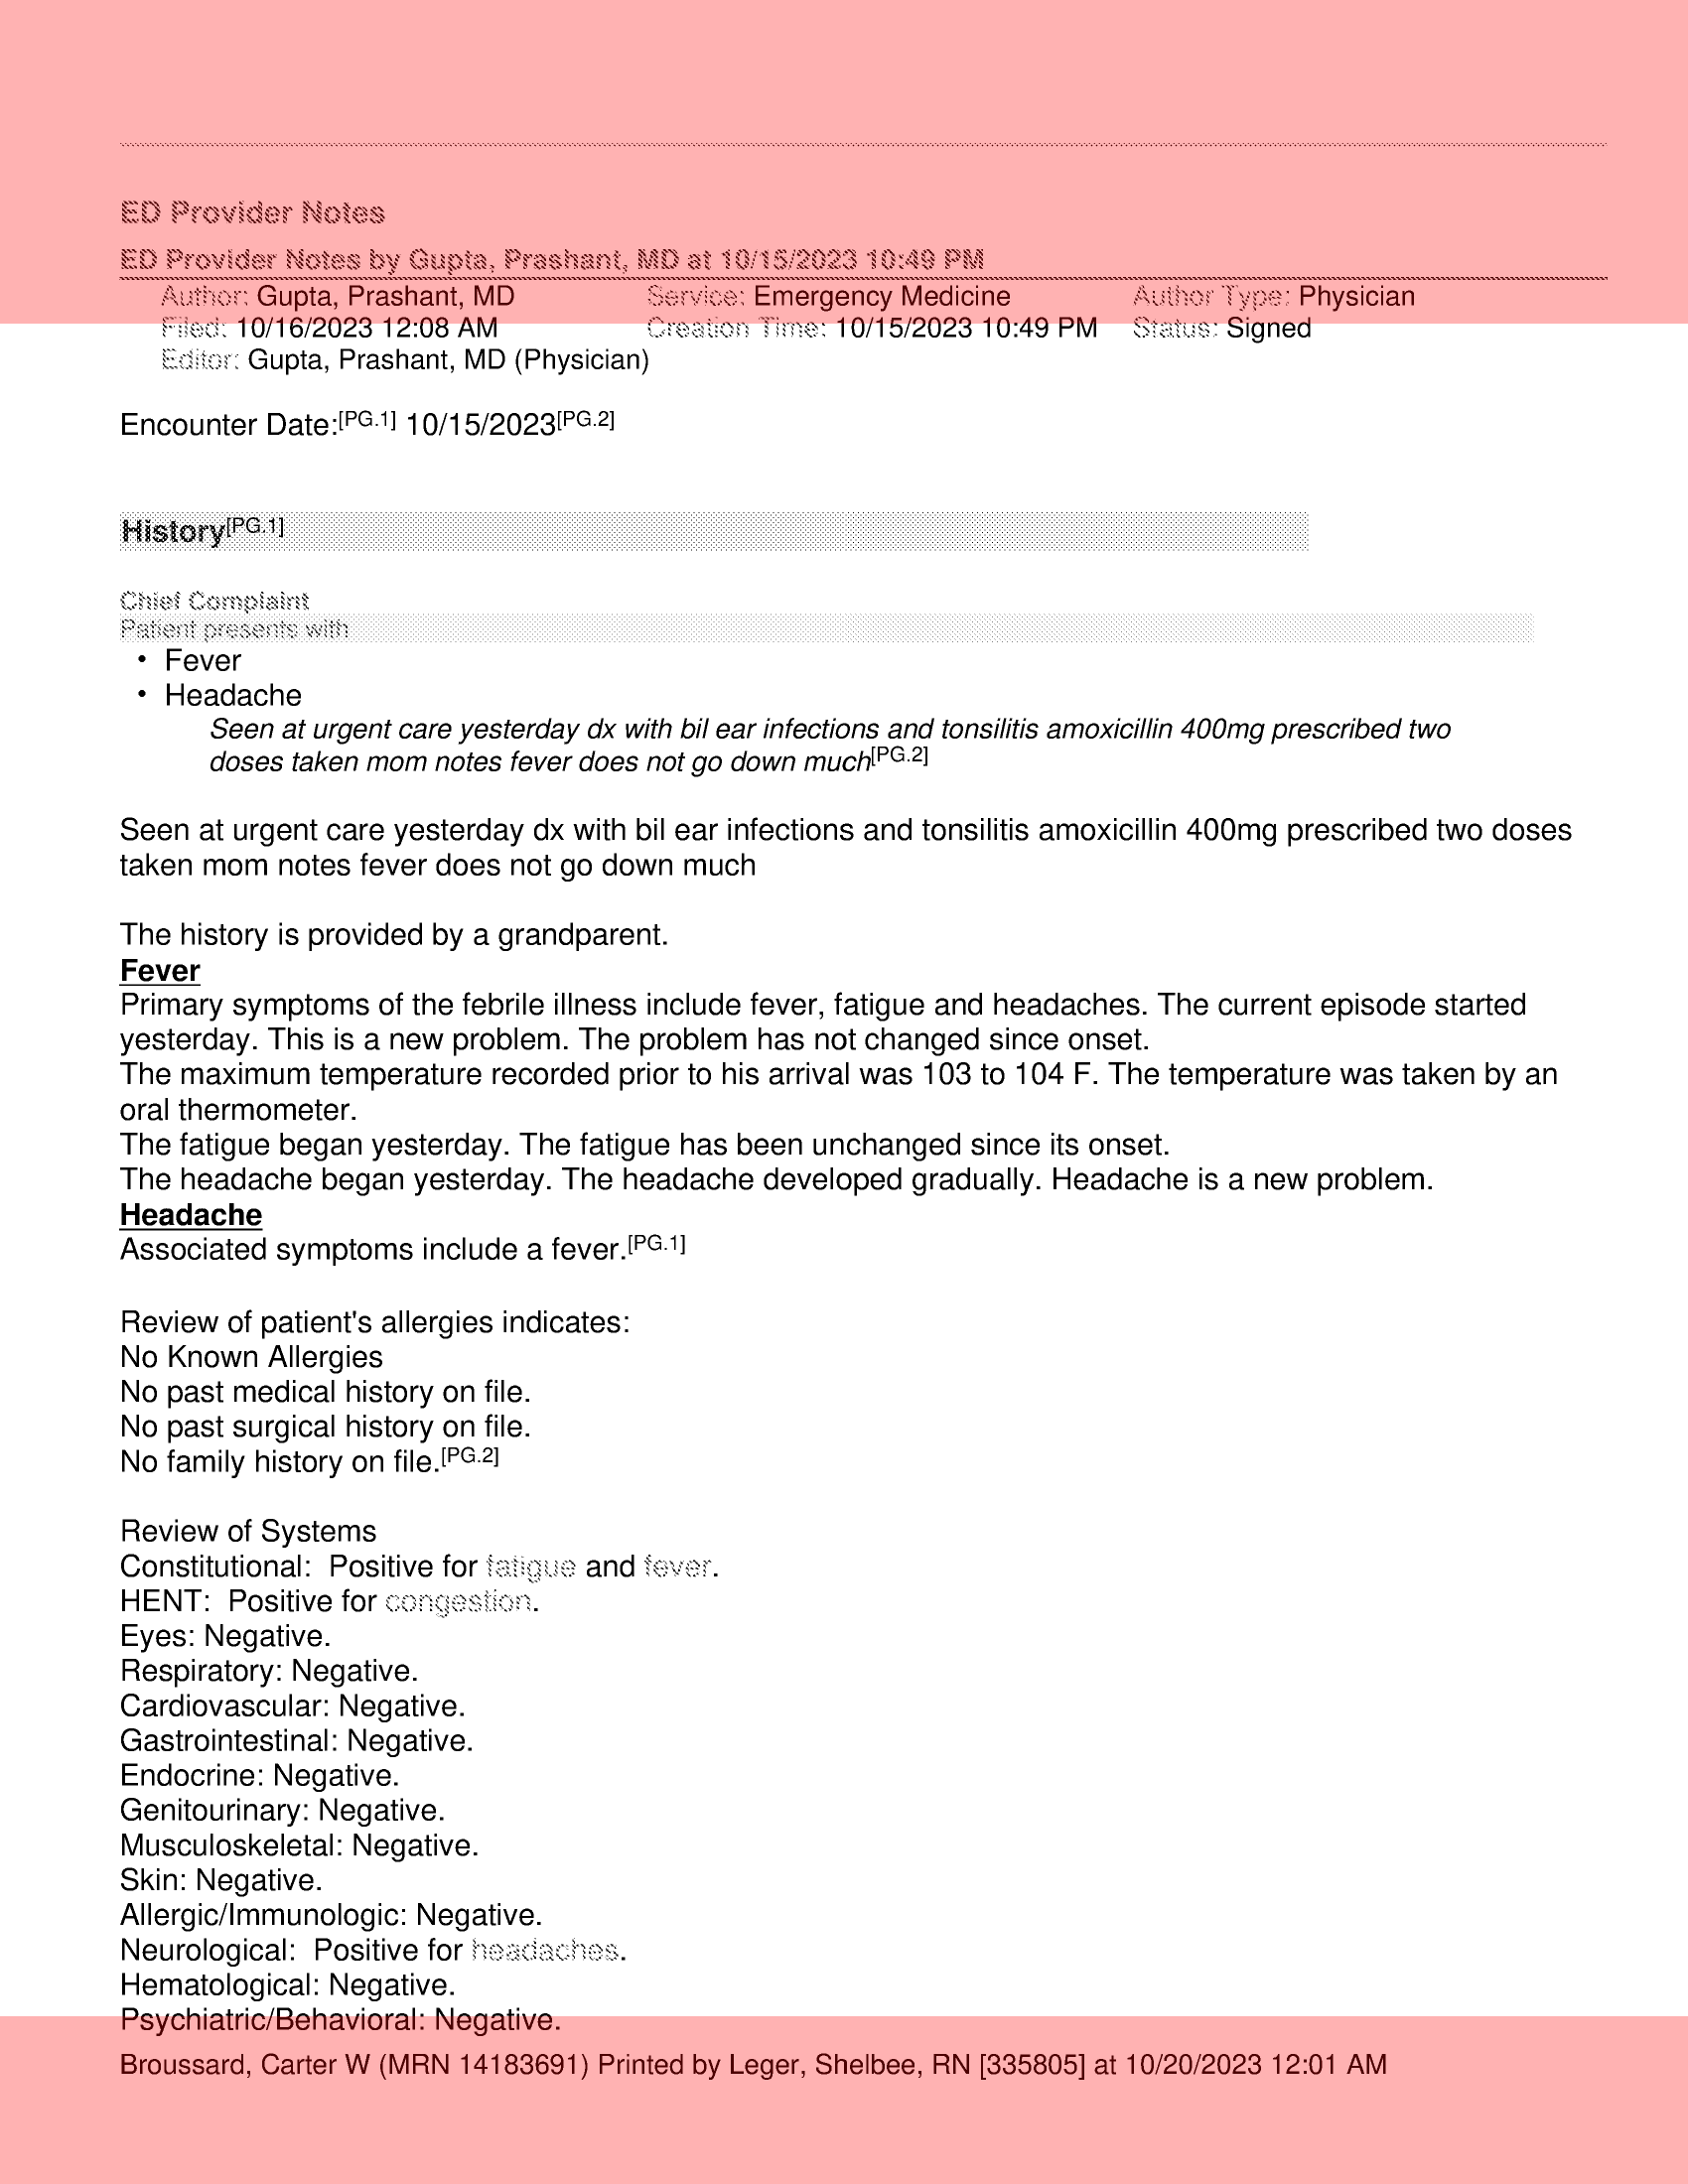 ED Provider Notes
ED Provider Notes by Gupta, Prashant, MD at 10/15/2023 10:49 PM
Author: Gupta, Prashant, MD Service: Emergency Medicine Author Type: Physician
Filed: 10/16/2023 12:08 AM Creation Time: 10/15/2023 10:49 PM Status: Signed
Editor: Gupta, Prashant, MD (Physician)
Encounter Date:[PG.1] 10/15/2023[PG.2]
History[PG.1]
Chief Complaint
Patient presents with
• Fever
• Headache
Seen at urgent care yesterday dx with bil ear infections and tonsilitis amoxicillin 400mg prescribed two
doses taken mom notes fever does not go down much[PG.2]
Seen at urgent care yesterday dx with bil ear infections and tonsilitis amoxicillin 400mg prescribed two doses
taken mom notes fever does not go down much
The history is provided by a grandparent.
Fever
Primary symptoms of the febrile illness include fever, fatigue and headaches. The current episode started
yesterday. This is a new problem. The problem has not changed since onset.
The maximum temperature recorded prior to his arrival was 103 to 104 F. The temperature was taken by an
oral thermometer.
The fatigue began yesterday. The fatigue has been unchanged since its onset.
The headache began yesterday. The headache developed gradually. Headache is a new problem.
Headache
Associated symptoms include a fever.[PG.1]
Review of patient's allergies indicates:
No Known Allergies
No past medical history on file.
No past surgical history on file.
No family history on file.[PG.2]
Review of Systems
Constitutional:  Positive for fatigue and fever.
HENT:  Positive for congestion.
Eyes: Negative.
Respiratory: Negative.
Cardiovascular: Negative.
Gastrointestinal: Negative.
Endocrine: Negative.
Genitourinary: Negative.
Musculoskeletal: Negative.
Skin: Negative.
Allergic/Immunologic: Negative.
Neurological:  Positive for headaches.
Hematological: Negative.
Psychiatric/Behavioral: Negative.
Broussard, Carter W (MRN 14183691) Printed by Leger, Shelbee, RN [335805] at 10/20/2023 12:01 AM